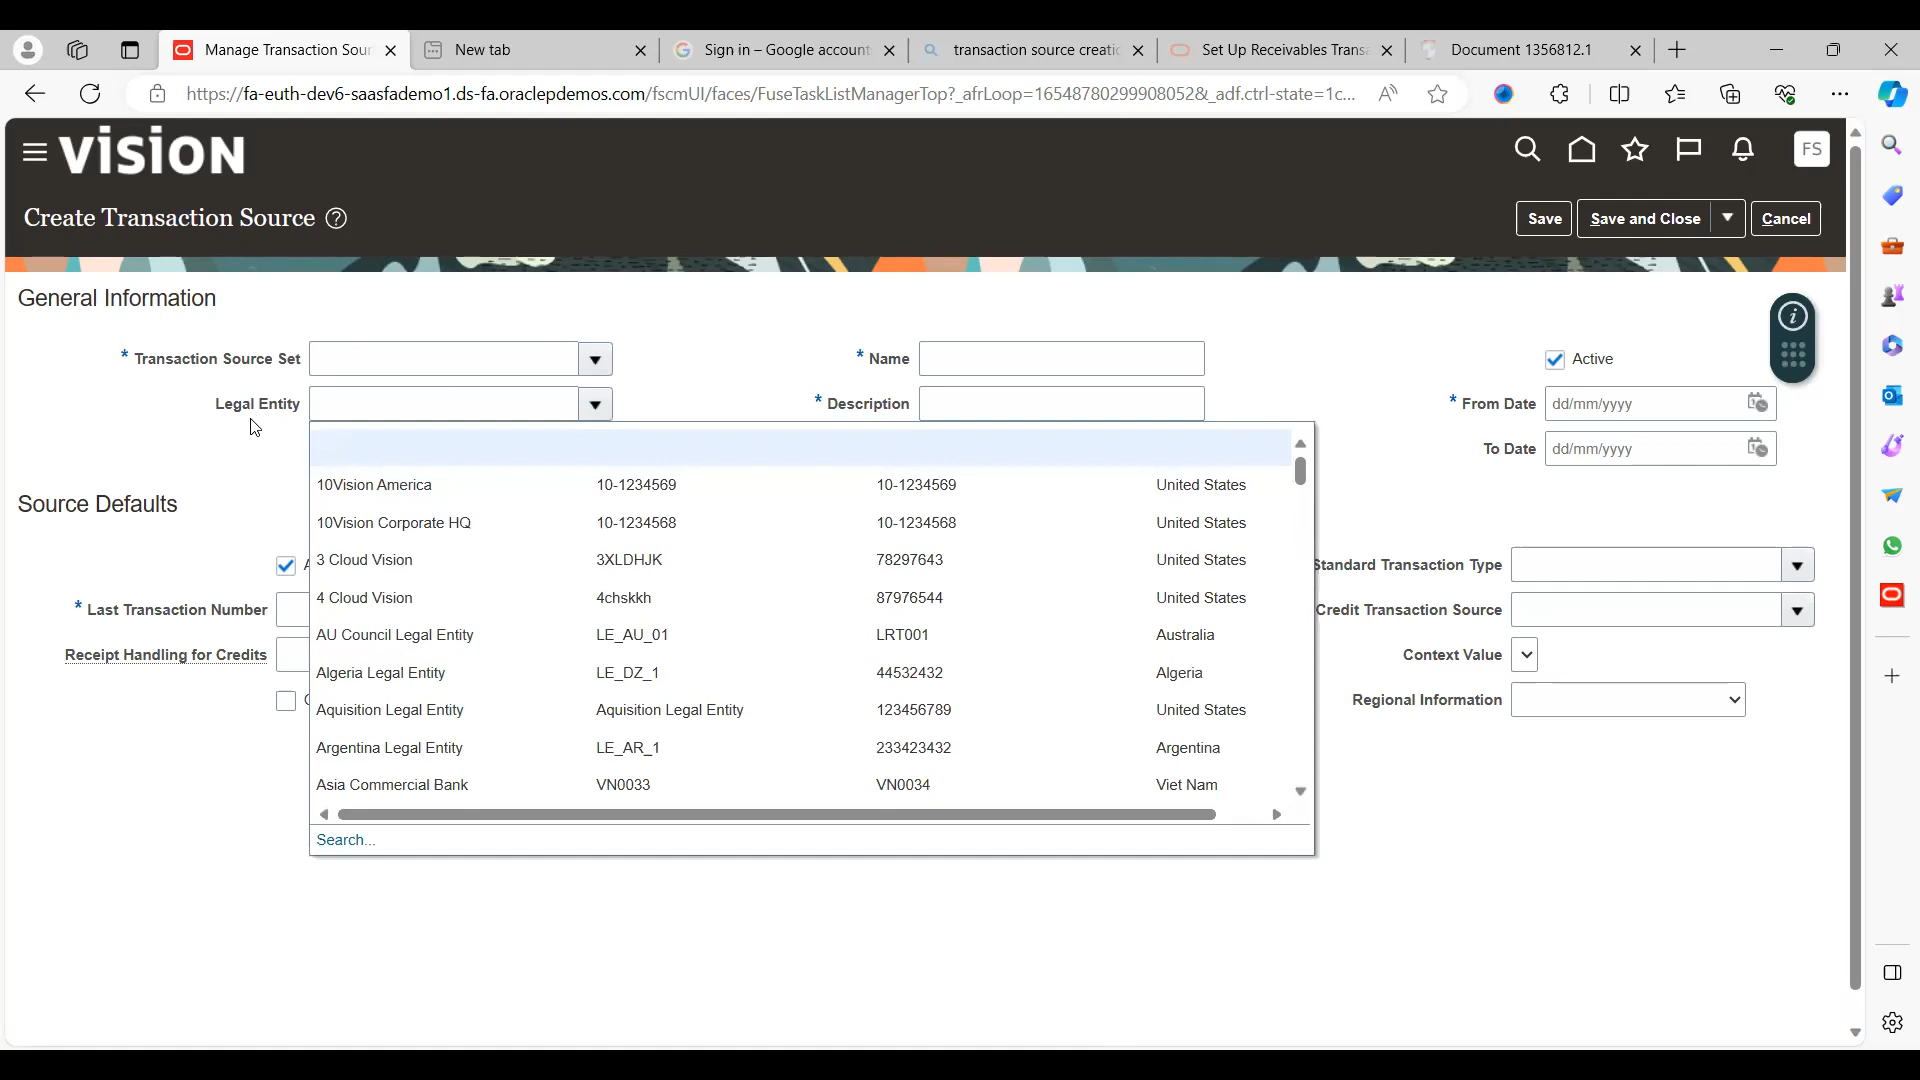 Manage Transaction Sour
New tab
Sign in – Google account
transaction source creatio
Set Up Receivables Transa
Document 1356812.1
https://fa-euth-dev6-saasfademo1.ds-fa.oraclepdemos.com/fscmUI/faces/FuseTaskListManagerTop?_afrLoop=16548780299908052&_adf.ctrl-state=1c...
VISION
FS
Create Transaction Source
Save
Save and Close
Cancel
General Information
* Transaction Source Set
* Name
Active
Legal Entity
* Description
* From Date
dd/mm/yyyy
To Date
dd/mm/yyyy
10Vision America 10-1234569 10-1234569 United States
Source Defaults
10Vision Corporate HQ 10-1234568 10-1234568 United States
3 Cloud Vision 3XLDHJK 78297643 United States
Standard Transaction Type
4 Cloud Vision 4chskkh 87976544 United States
* Last Transaction Number
Credit Transaction Source
AU Council Legal Entity LE_AU_01 LRT001 Australia
Receipt Handling for Credits
Context Value
Algeria Legal Entity LE_DZ_1 44532432 Algeria
Regional Information
Aquisition Legal Entity Aquisition Legal Entity 123456789 United States
Argentina Legal Entity LE_AR_1 233423432 Argentina
Asia Commercial Bank VN0033 VN0034 Viet Nam
Search...